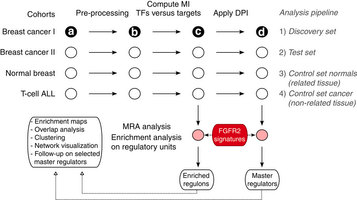 Cohorts
Pre-processing
Compute MI
TFs versus targets
Apply DPI
Analysis pipeline
Breast cancer I
a
b
c
d
1) Discovery set
Breast cancer II
2) Test set
Normal breast
3) Control set normals
(related tissue)
T-cell ALL
4) Control set cancer
(non-related tissue)
MRA analysis
Enrichment analysis
on regulatory units
FGFR2
signatures
- Enrichment maps
- Overlap analysis
- Clustering
- Network visualization
- Follow-up on selected
master regulators
Enriched
regulons
Master
regulators